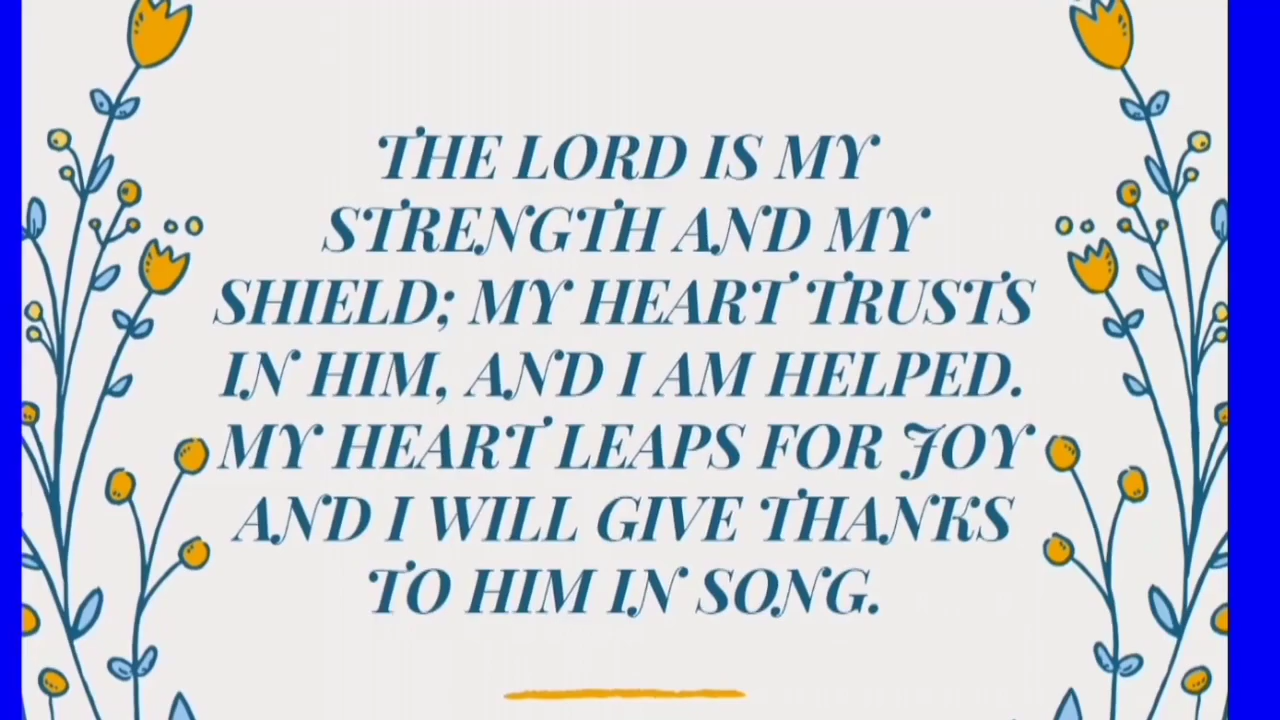 THE LORD IS MY
STRENGTH AND MY
SHIELD; MY HEART TRUSTS
IN HIM, AND I AM HELPED.
MY HEART LEAPS FOR JOY
AND I WILL GIVE THANKS
TO HIM IN SONG.